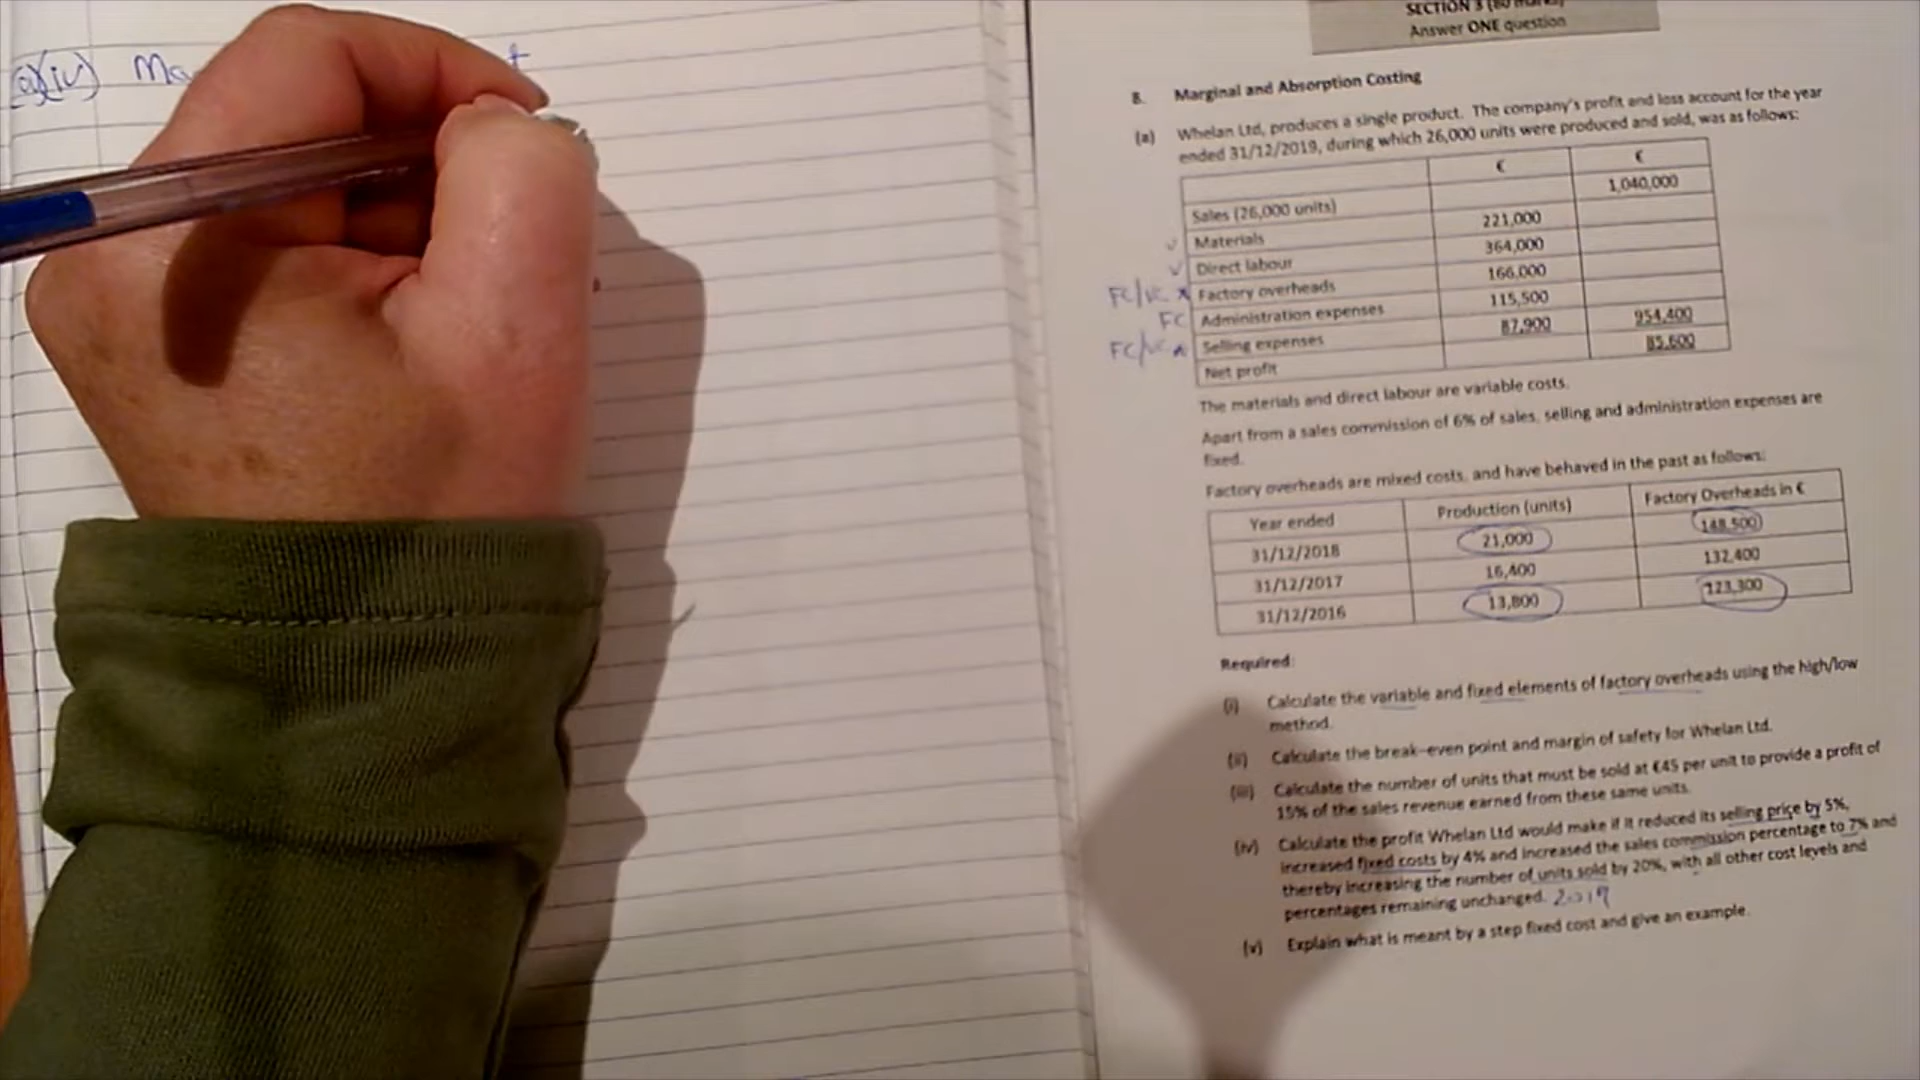 (a)(iv) Ma
SECTION 3 (80 marks)
Answer ONE question
8. Marginal and Absorption Costing
(a) Whelan Ltd, produces a single product. The company's profit and loss account for the year
ended 31/12/2019, during which 26,000 units were produced and sold, was as follows:
€ €
Sales (26,000 units) 1,040,000
Materials 221,000
Direct labour 364,000
FC/VC Factory overheads 166,000
FC Administration expenses 115,500
FC/VC Selling expenses 87,900 954,400
Net profit 85,600
The materials and direct labour are variable costs.
Apart from a sales commission of 6% of sales, selling and administration expenses are
fixed.
Factory overheads are mixed costs, and have behaved in the past as follows:
Year ended Production (units) Factory Overheads in €
31/12/2018 21,000 148,500
31/12/2017 16,400 132,400
31/12/2016 13,800 123,300
Required:
(i) Calculate the variable and fixed elements of factory overheads using the high/low
method.
(ii) Calculate the break-even point and margin of safety for Whelan Ltd.
(iii) Calculate the number of units that must be sold at €45 per unit to provide a profit of
15% of the sales revenue earned from these same units.
(iv) Calculate the profit Whelan Ltd would make if it reduced its selling price by 5%,
increased fixed costs by 4% and increased the sales commission percentage to 7% and
thereby increasing the number of units sold by 20%, with all other cost levels and
percentages remaining unchanged. 2019
(v) Explain what is meant by a step fixed cost and give an example.